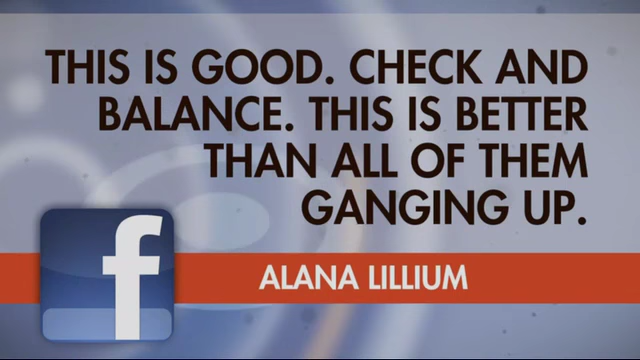 THIS IS GOOD. CHECK AND
BALANCE. THIS IS BETTER
THAN ALL OF THEM
GANGING UP.
f
ALANA LILLIUM